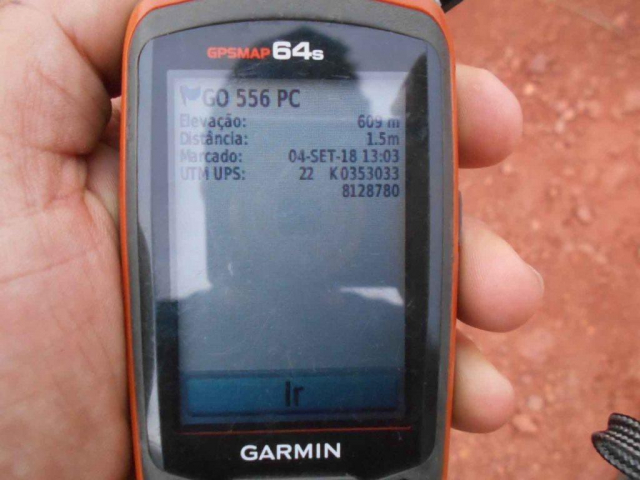 GPSMAP 64s
GO 556 PC
Elevação: 609 m
Distância: 1.5m
Marcado: 04-SET-18 13:03
UTM UPS: 22 K0353033
8128780
Ir
GARMIN